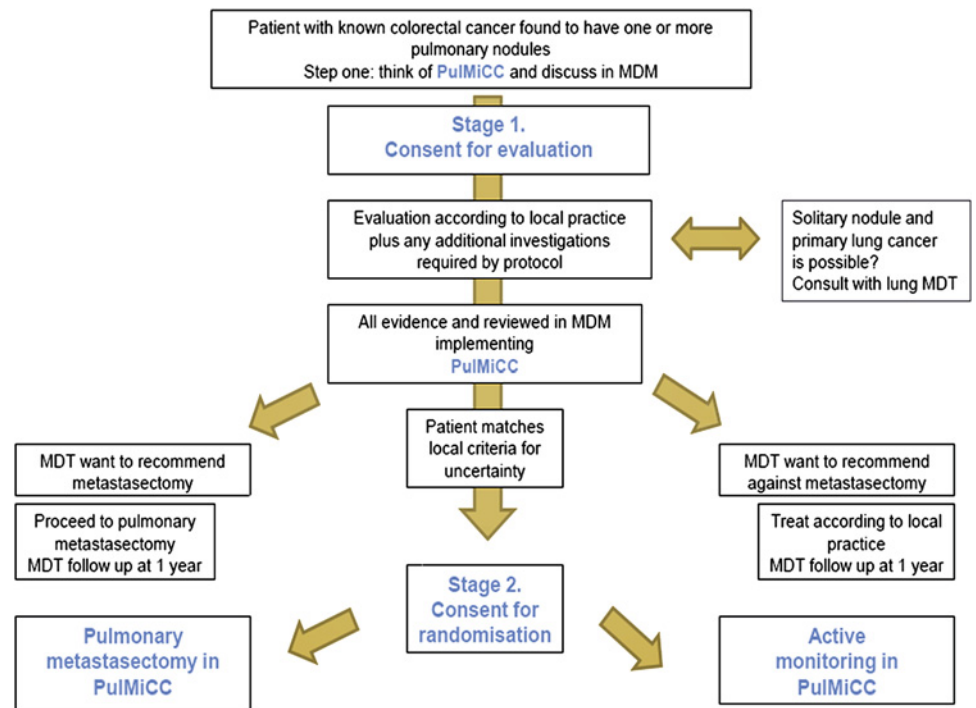 Patient with known colorectal cancer found to have one or more
pulmonary nodules
Step one: think of PulMiCC and discuss in MDM
Stage 1.
Consent for evaluation
Evaluation according to local practice
plus any additional investigations
required by protocol
Solitary nodule and
primary lung cancer
is possible?
Consult with lung MDT
All evidence and reviewed in MDM
implementing
PulMiCC
Patient matches
local criteria for
uncertainty
MDT want to recommend
metastasectomy
Proceed to pulmonary
metastasectomy
MDT follow up at 1 year
MDT want to recommend
against metastasectomy
Treat according to local
practice
MDT follow up at 1 year
Stage 2.
Consent for
randomisation
Pulmonary
metastasectomy in
PulMiCC
Active
monitoring in
PulMiCC